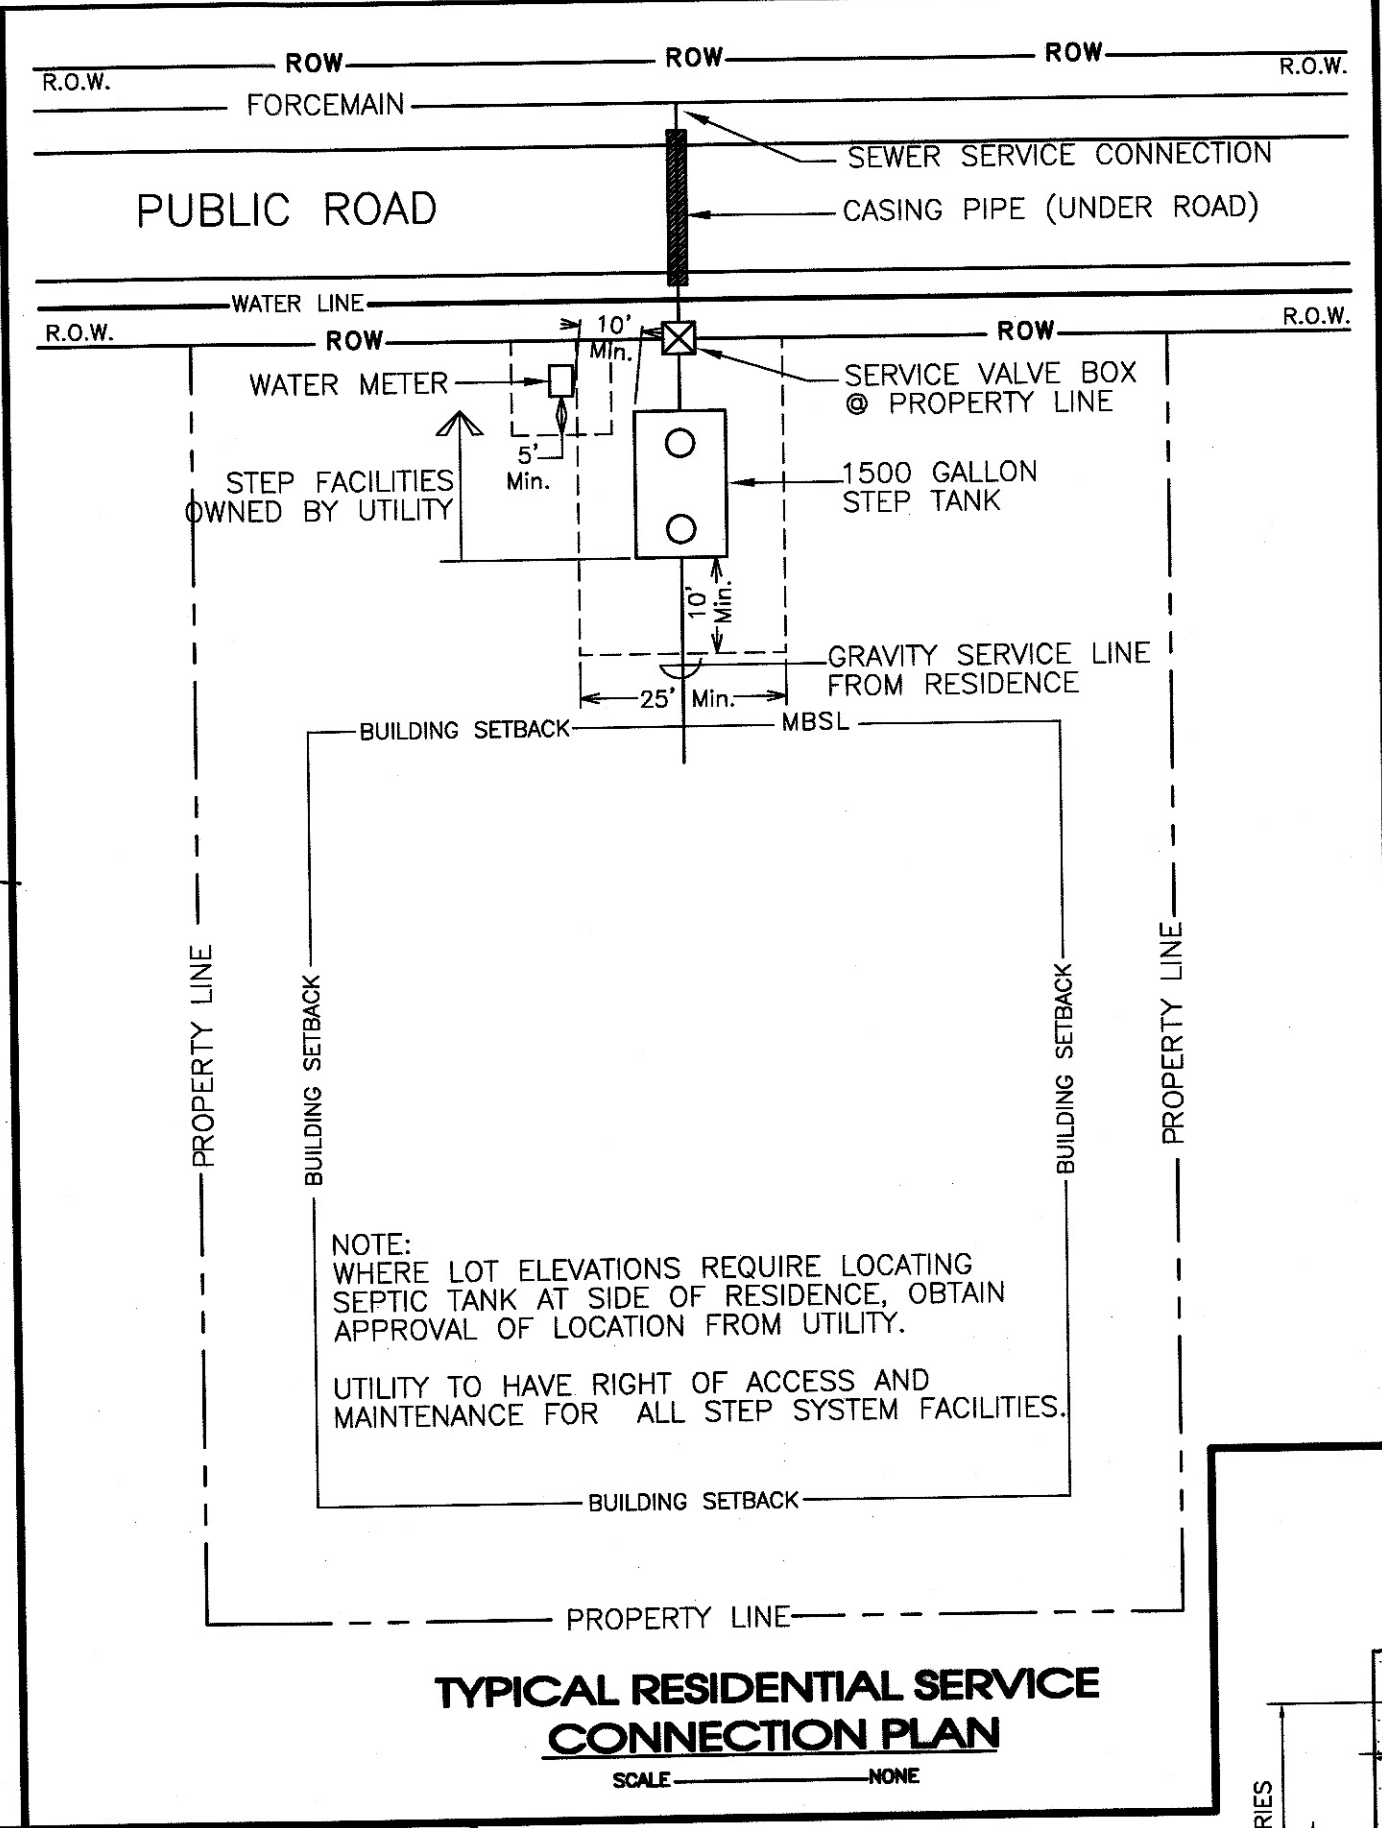 ROW ROW ROW
R.O.W. R.O.W.
FORCEMAIN
SEWER SERVICE CONNECTION
PUBLIC ROAD
CASING PIPE (UNDER ROAD)
WATER LINE
R.O.W. ROW ROW R.O.W.
10'
Min.
WATER METER
SERVICE VALVE BOX
@ PROPERTY LINE
5'
Min.
STEP FACILITIES
OWNED BY UTILITY
1500 GALLON
STEP TANK
10'
Min.
GRAVITY SERVICE LINE
FROM RESIDENCE
25' Min.
BUILDING SETBACK MBSL
PROPERTY LINE
BUILDING SETBACK
BUILDING SETBACK
PROPERTY LINE
NOTE:
WHERE LOT ELEVATIONS REQUIRE LOCATING
SEPTIC TANK AT SIDE OF RESIDENCE, OBTAIN
APPROVAL OF LOCATION FROM UTILITY.
UTILITY TO HAVE RIGHT OF ACCESS AND
MAINTENANCE FOR ALL STEP SYSTEM FACILITIES.
BUILDING SETBACK
PROPERTY LINE
TYPICAL RESIDENTIAL SERVICE
CONNECTION PLAN
SCALE NONE